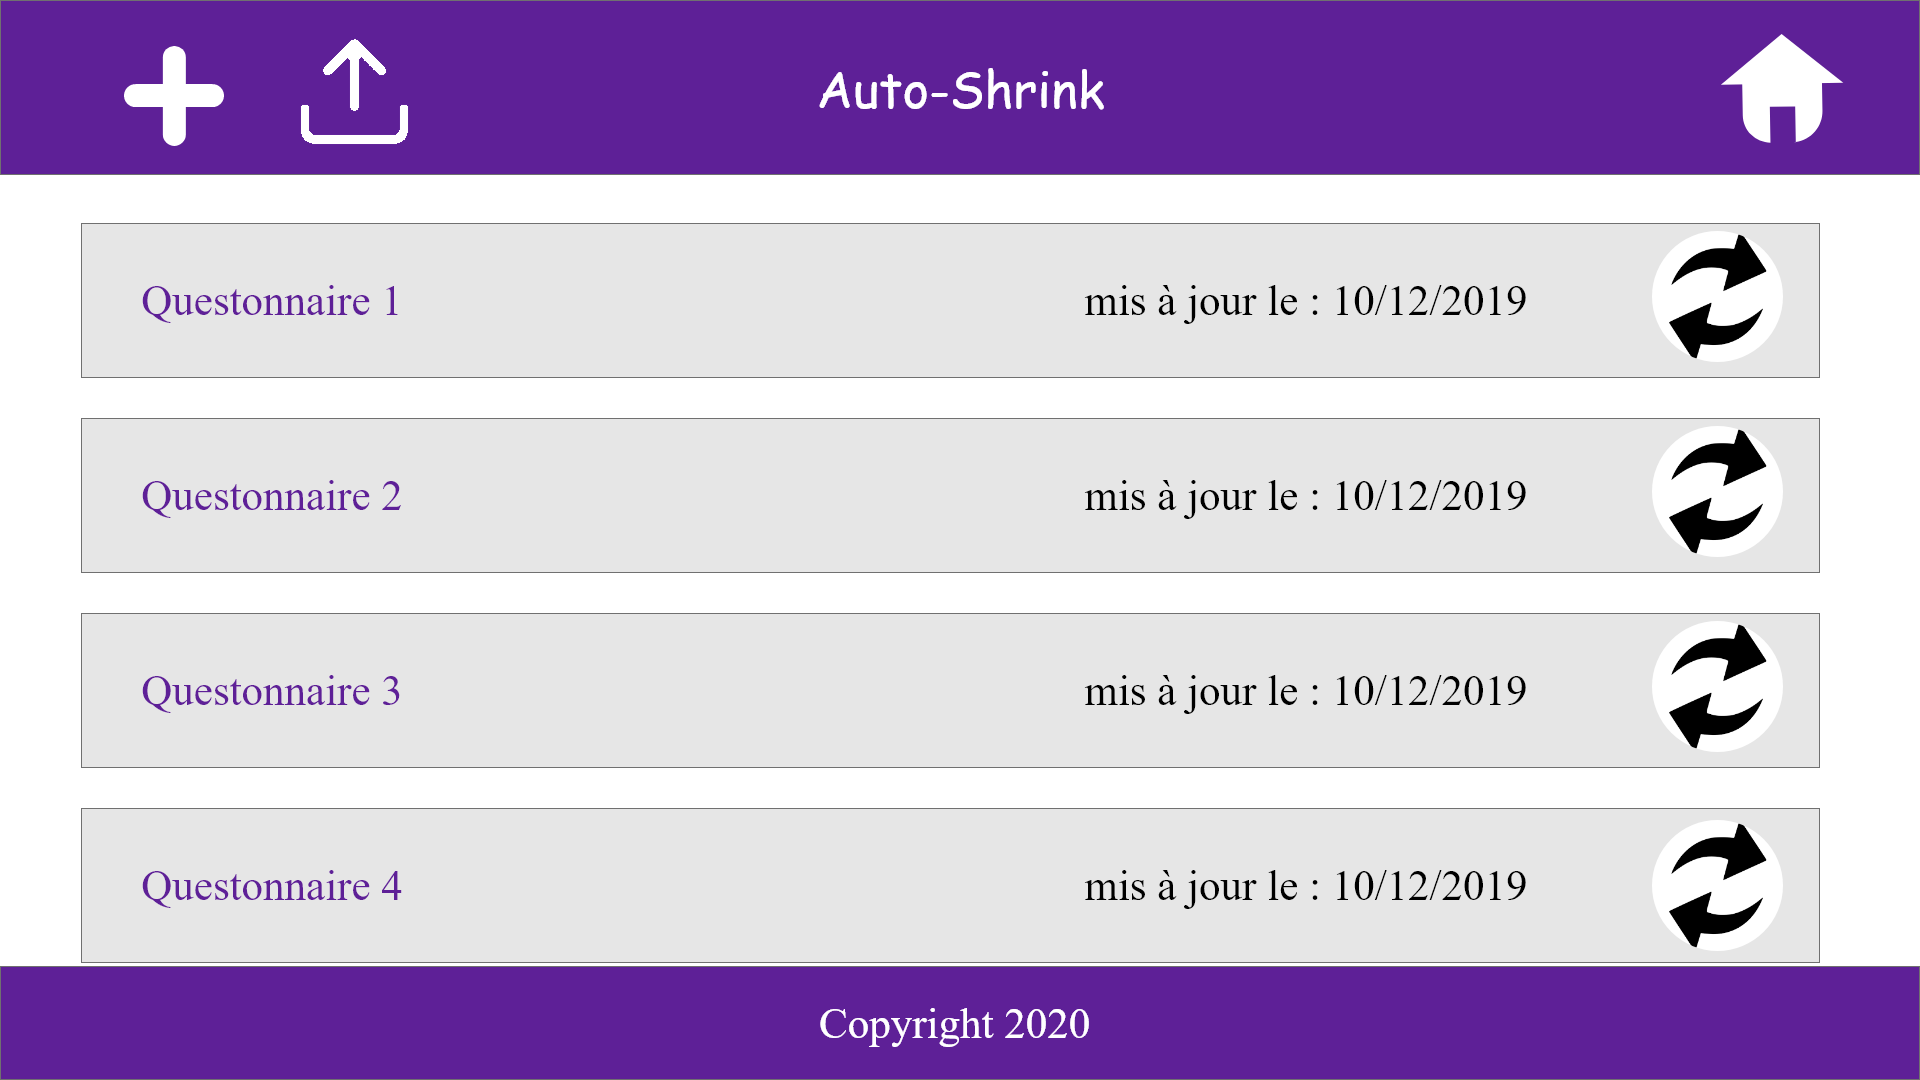 Auto-Shrink
Questonnaire 1 mis à jour le : 10/12/2019
Questonnaire 2 mis à jour le : 10/12/2019
Questonnaire 3 mis à jour le : 10/12/2019
Questonnaire 4 mis à jour le : 10/12/2019
Copyright 2020